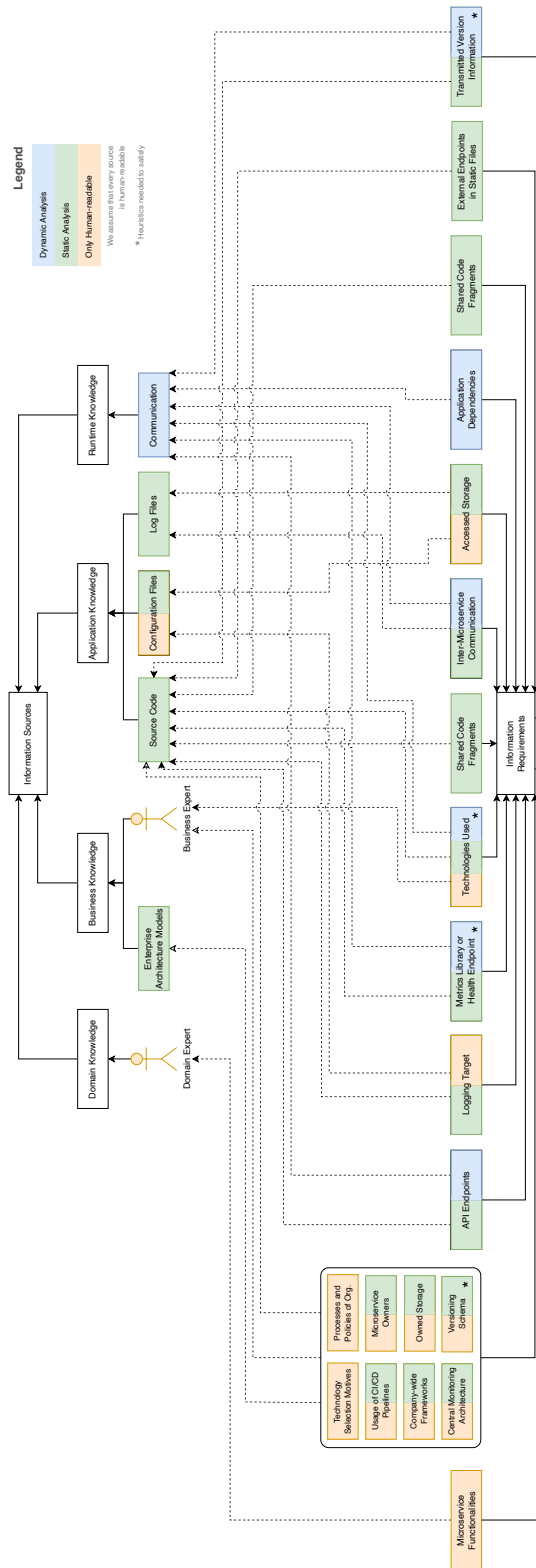 Legend
Dynamic Analysis
Static Analysis
Only Human-readable
We assume that every source
is human-readable
* Heuristics needed to satisfy
Information Sources
Domain Knowledge
Business Knowledge
Application Knowledge
Runtime Knowledge
Domain Expert
Enterprise
Architecture Models
Business Expert
Source Code
Configuration Files
Log Files
Communication
Microservice
Functionalities
Technology
Selection Motives
Processes and
Policies of Org.
Usage of CI/CD
Pipelines
Microservice
Owners
Company-wide
Frameworks
Owned Storage
Central Monitoring
Architecture
Versioning
Schema
*
API Endpoints
Logging Target
Metrics Library or
Health Endpoint
*
Technologies Used
*
Shared Code
Fragments
Inter-Microservice
Communication
Accessed Storage
Application
Dependencies
Shared Code
Fragments
External Endpoints
in Static Files
Transmitted Version
Information
*
Information
Requirements